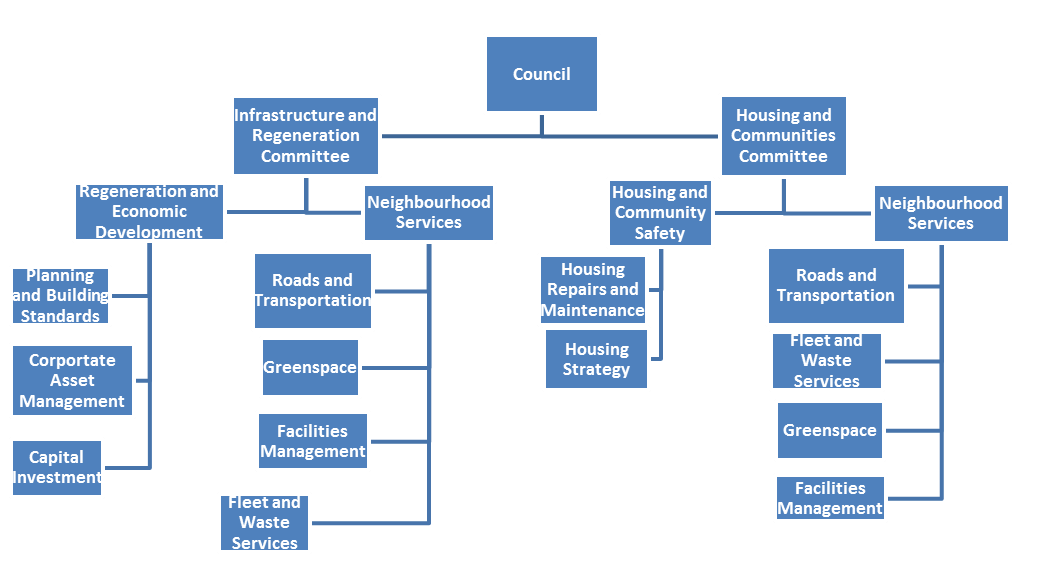 Council
Infrastructure and
Regeneration
Committee
Housing and
Communities
Committee
Regeneration and
Economic
Development
Neighbourhood
Services
Housing and
Community
Safety
Neighbourhood
Services
Planning
and Building
Standards
Corportate
Asset
Management
Capital
Investment
Roads and
Transportation
Greenspace
Facilities
Management
Fleet and
Waste
Services
Housing
Repairs and
Maintenance
Housing
Strategy
Roads and
Transportation
Fleet and
Waste
Services
Greenspace
Facilities
Management